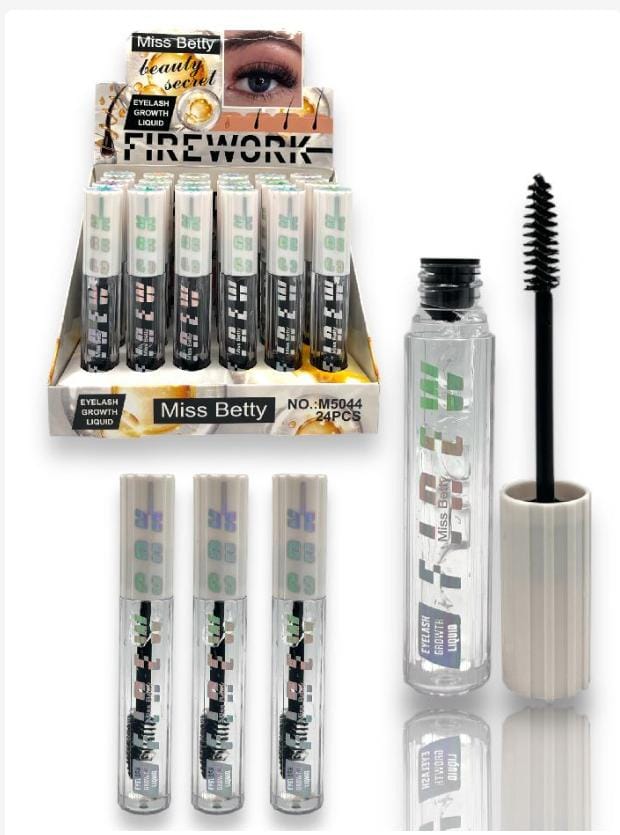 Miss Betty
beauty
secret
EYELASH
GROWTH
LIQUID
FIREWORK
EYELASH
GROWTH
LIQUID
Miss Betty
NO.:M5044
24PCS
FIREW
Miss Betty
EYELASH
GROWTH
LIQUID